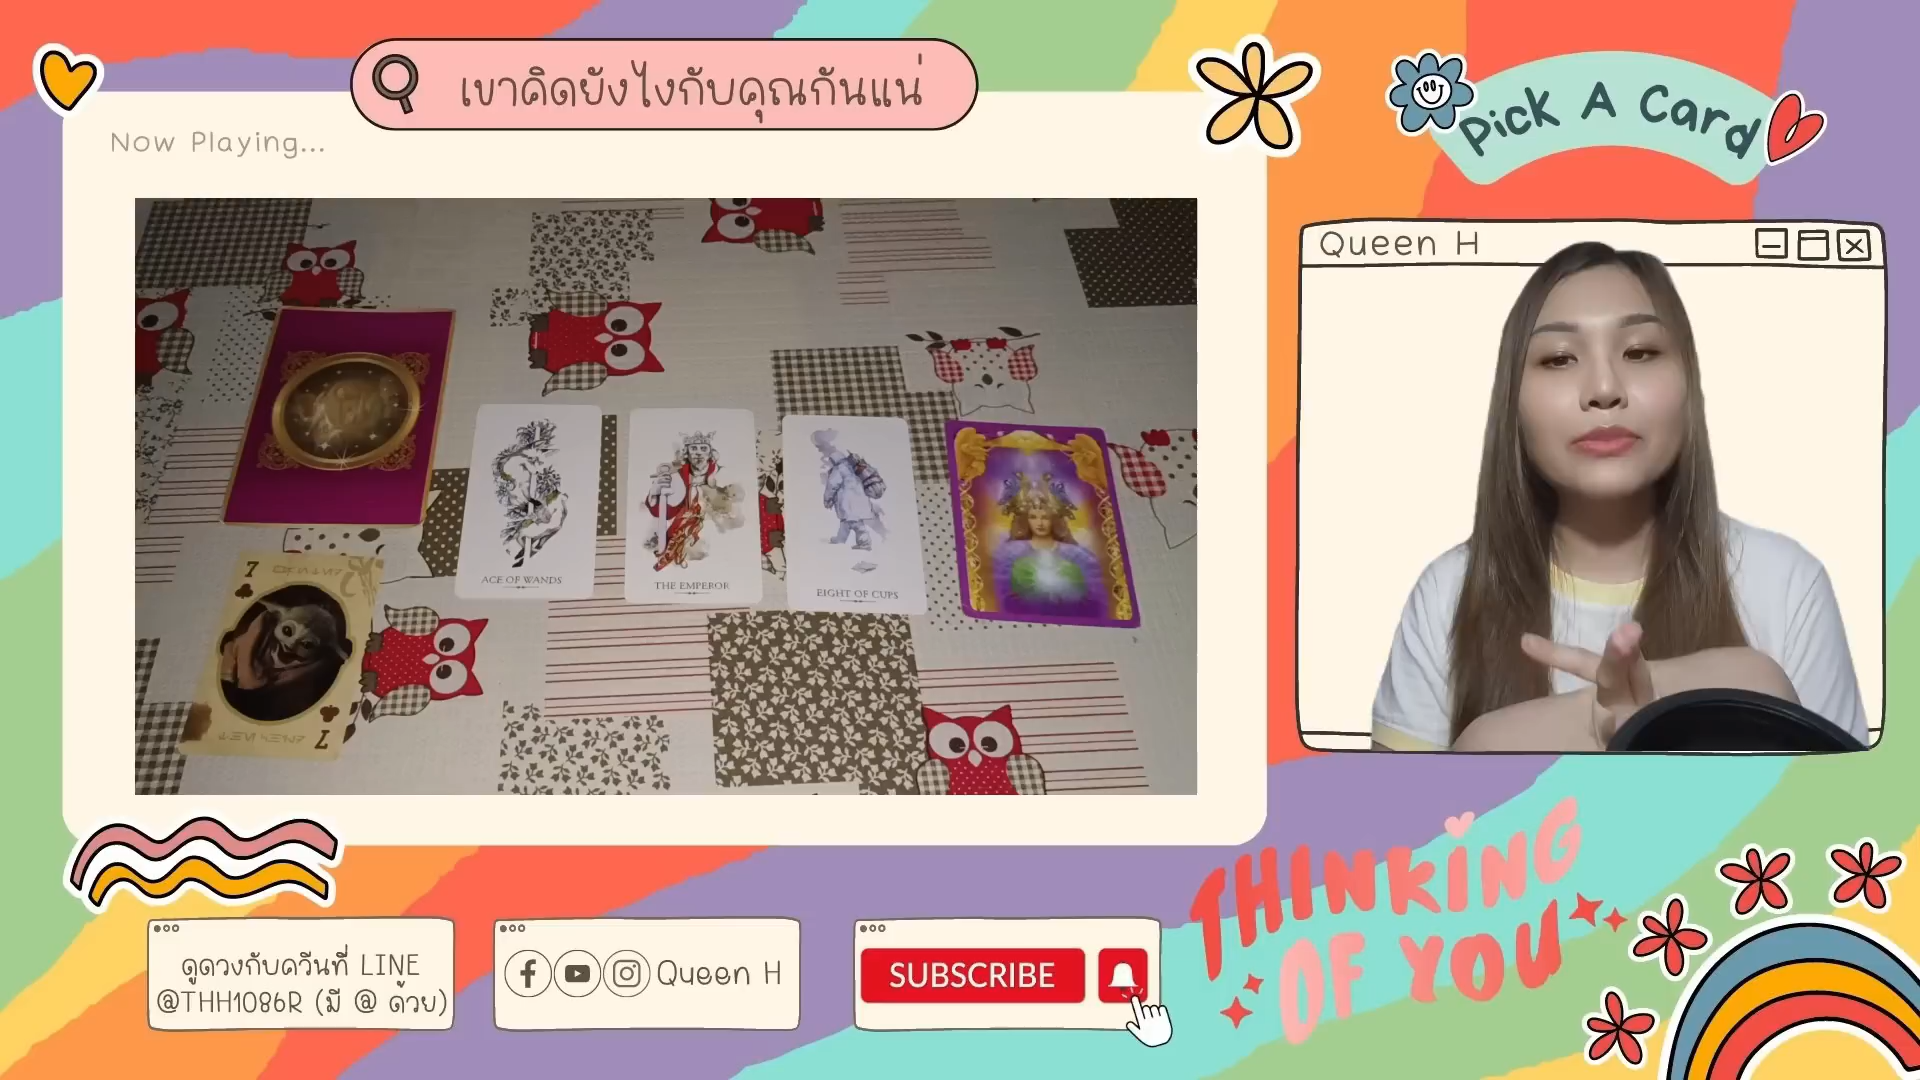 เขาคิดยังไงกับคุณกันแน่
Pick A Card
Now Playing...
Queen H
ACE OF WANDS
THE EMPEROR
EIGHT OF CUPS
7
7
THINKING
OF YOU
ดูดวงกับควีนที่ LINE
@THH1086R (มี @ ด้วย)
Queen H
SUBSCRIBE